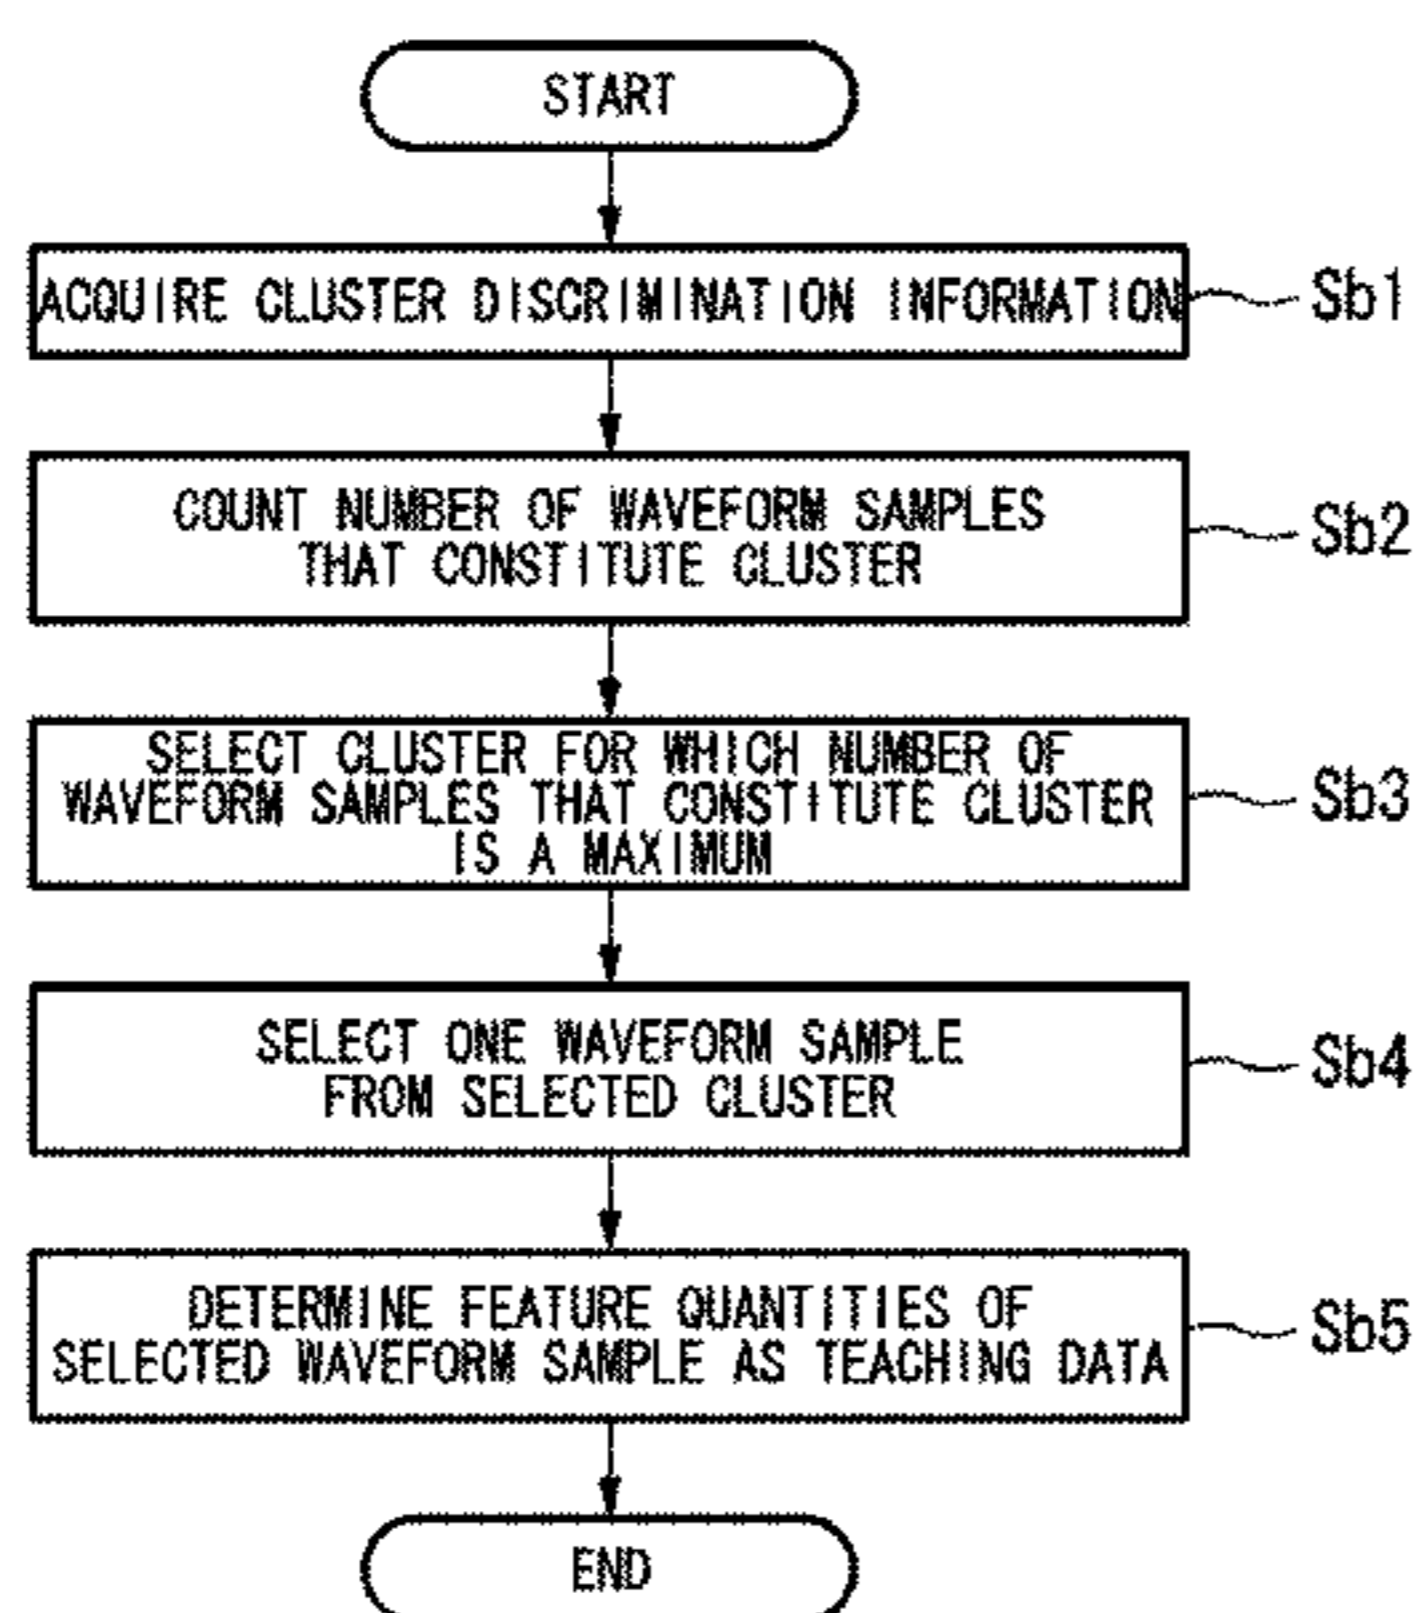 START
ACQUIRE CLUSTER DISCRIMINATION INFORMATION
Sb1
COUNT NUMBER OF WAVEFORM SAMPLES
THAT CONSTITUTE CLUSTER
Sb2
SELECT CLUSTER FOR WHICH NUMBER OF
WAVEFORM SAMPLES THAT CONSTITUTE CLUSTER
IS A MAXIMUM
Sb3
SELECT ONE WAVEFORM SAMPLE
FROM SELECTED CLUSTER
Sb4
DETERMINE FEATURE QUANTITIES OF
SELECTED WAVEFORM SAMPLE AS TEACHING DATA
Sb5
END